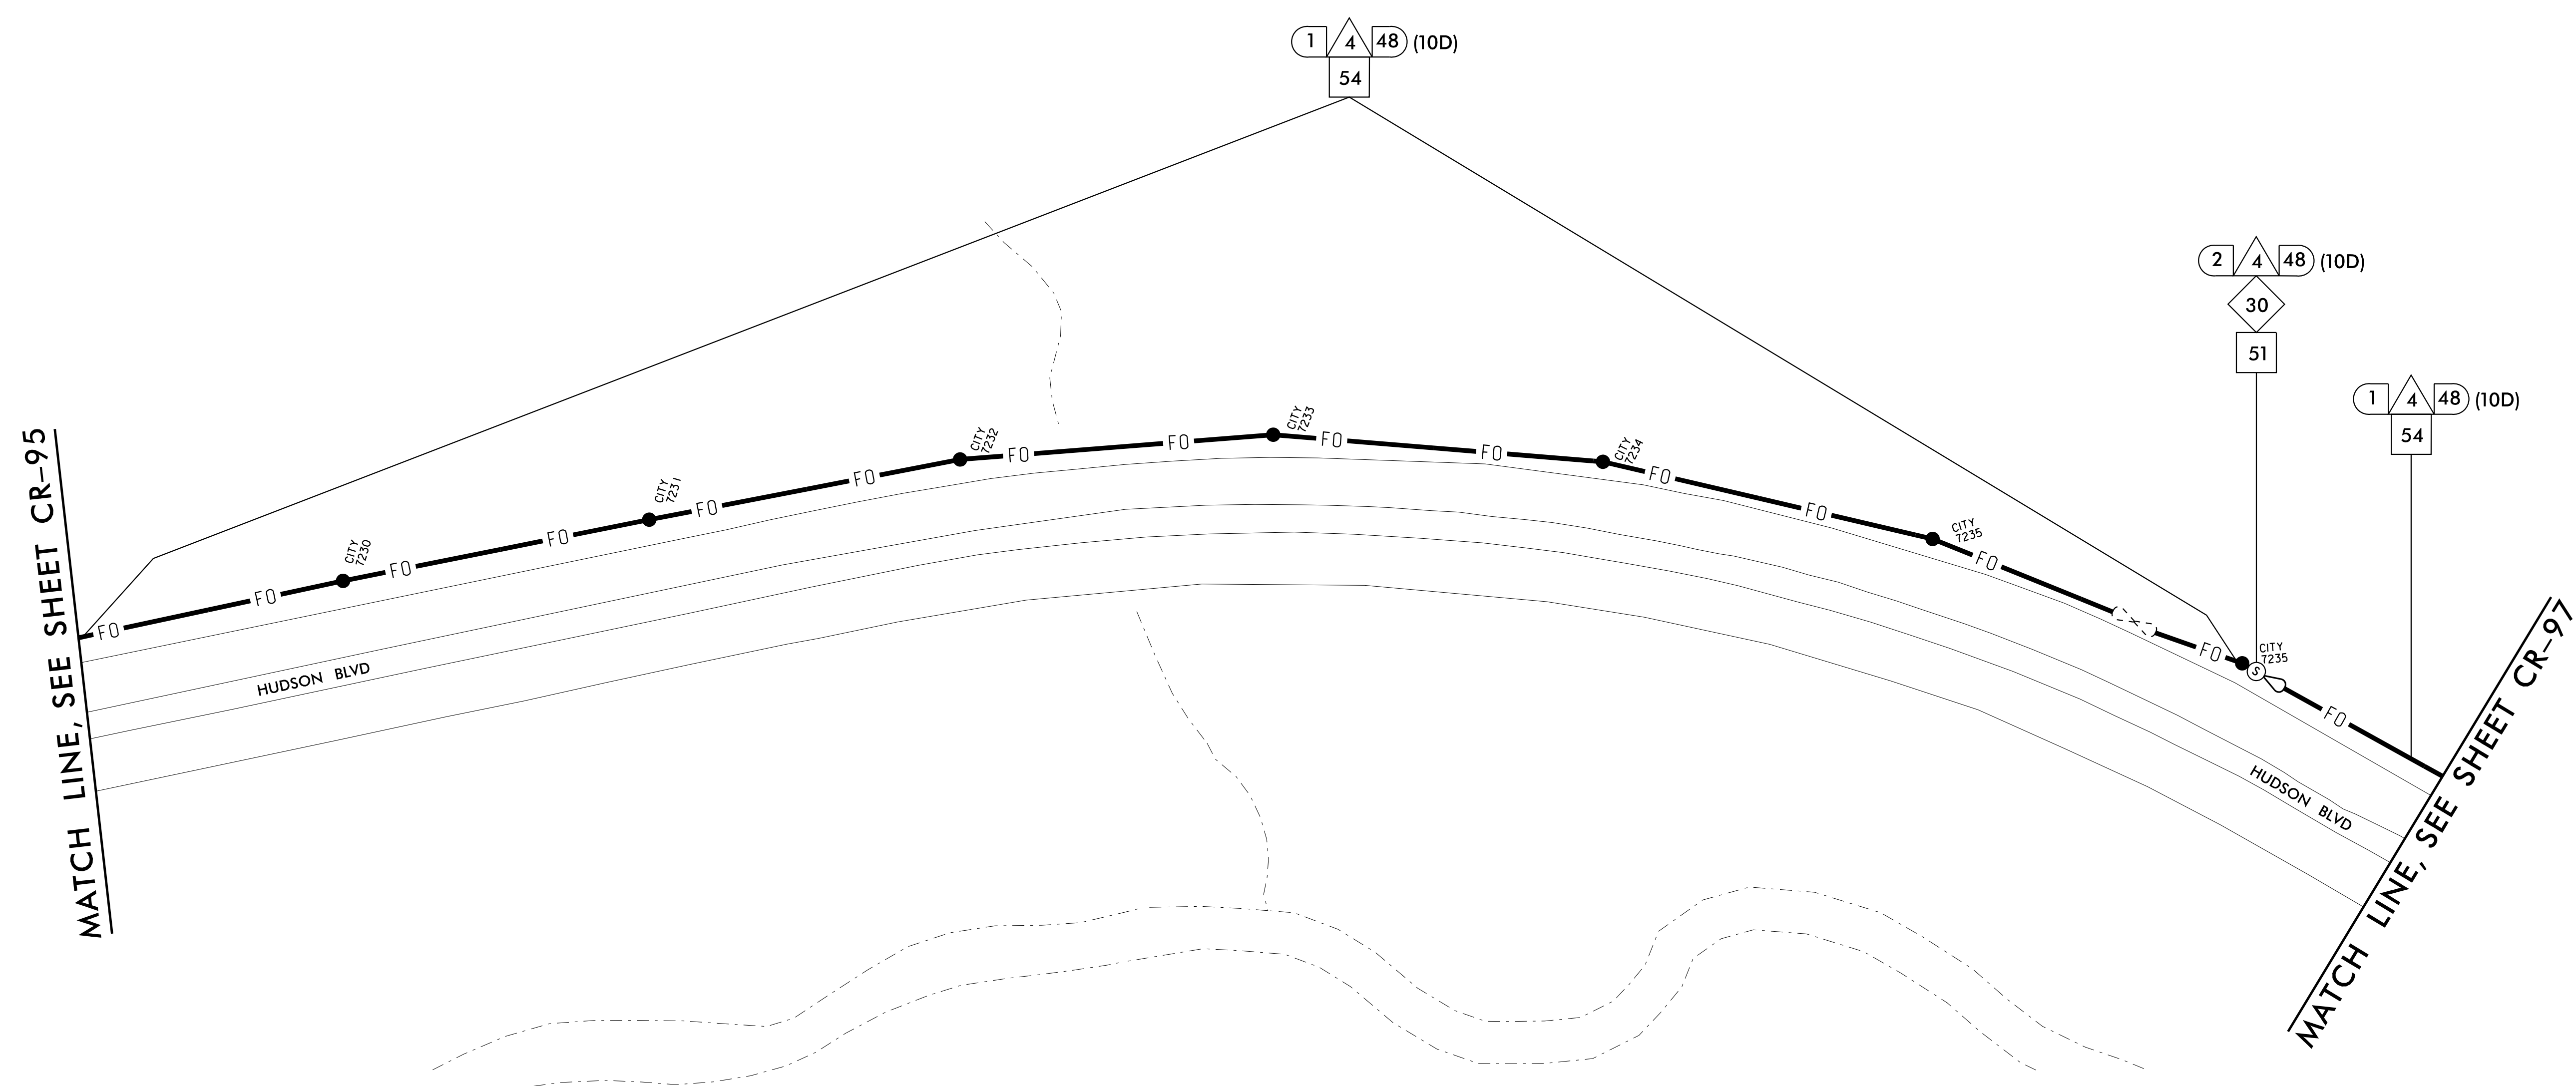 1 4 48 (10D)
54
2 4 48 (10D)
30
51
1 4 48 (10D)
54
MATCH LINE, SEE SHEET CR-95
FO
FO
CITY
7230
FO
FO
CITY
7231
FO
FO
CITY
7232
FO
FO
CITY
7233
FO
FO
CITY
7234
FO
FO
CITY
7235
FO
FO
CITY
7235
S
FO
HUDSON BLVD
HUDSON BLVD
MATCH LINE, SEE SHEET CR-97